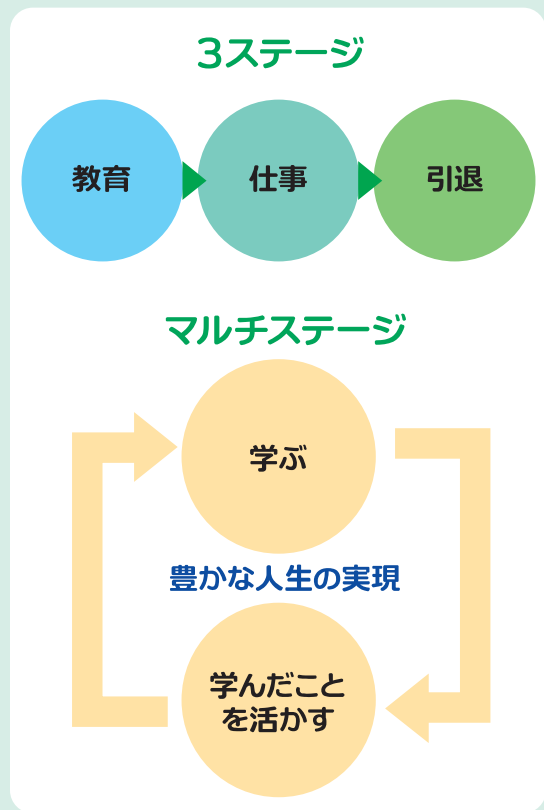 3ステージ
教育
仕事
引退
マルチステージ
学ぶ
豊かな人生の実現
学んだこと
を活かす